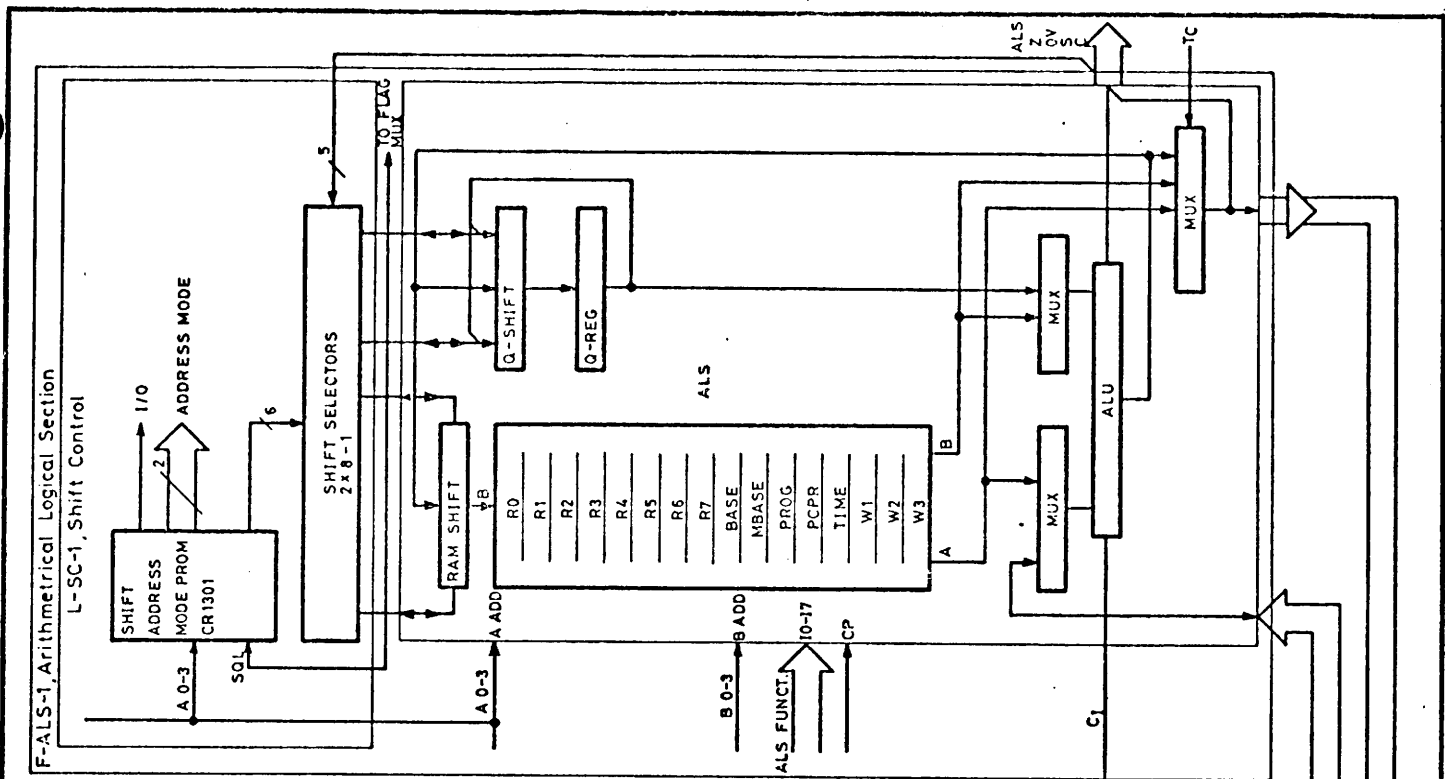 F-ALS-1, Aritmetrical Logical Section
L-SC-1, Shift Control
SHIFT
ADDRESS
MODE PROM
CR1301
I/O
ADDRESS MODE
2
6
A 0-3
SQL
SHIFT SELECTORS
2 x 8 -1
5
TO FLAG
MUX
ALS
Z
OV
S
C
TC
Q-SHIFT
Q-REG
RAM SHIFT
B
ALS
R0
R1
R2
R3
R4
R5
R6
R7
BASE
MBASE
PROG
PCPR
TIME
W1
W2
W3
A
B
A ADD
A 0-3
B ADD
B 0-3
I0-I7
ALS FUNCT.
CP
MUX
MUX
MUX
ALU
C1